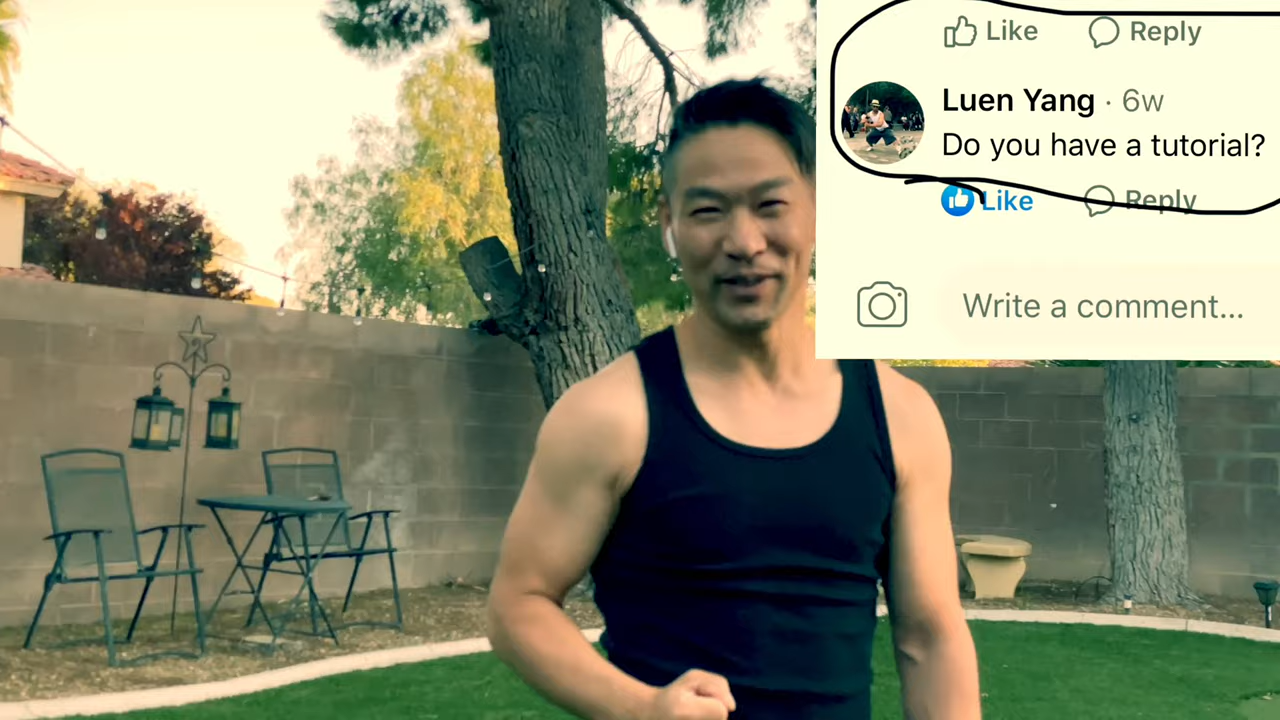 Like Reply
Luen Yang · 6w
Do you have a tutorial?
Like Reply
Write a comment...